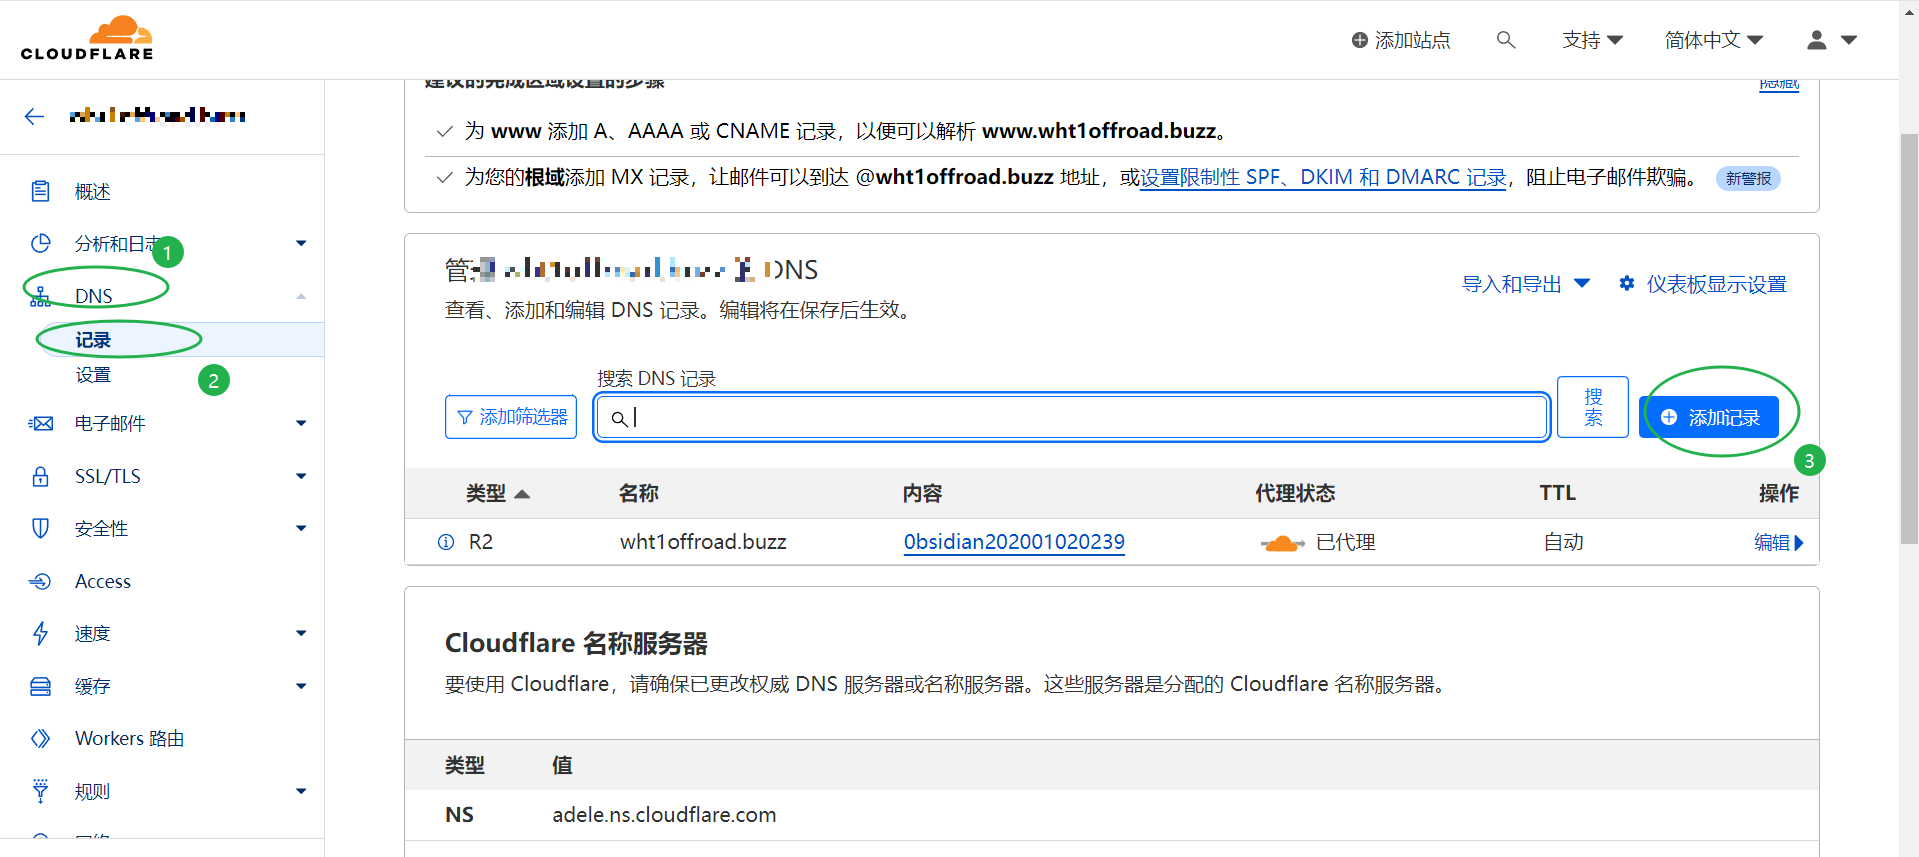 CLOUDFLARE
添加站点
支持
简体中文
概述
分析和日志
1
DNS
记录
设置
2
电子邮件
SSL/TLS
安全性
Access
速度
缓存
Workers 路由
规则
建议的完成区域设置的步骤
隐藏
为 www 添加 A、AAAA 或 CNAME 记录，以便可以解析 www.wht1offroad.buzz。
为您的根域添加 MX 记录，让邮件可以到达 @wht1offroad.buzz 地址，或设置限制性 SPF、DKIM 和 DMARC 记录，阻止电子邮件欺骗。 新警报
管 DNS
导入和导出
仪表板显示设置
查看、添加和编辑 DNS 记录。编辑将在保存后生效。
搜索 DNS 记录
添加筛选器
搜
索
添加记录
3
类型 名称 内容 代理状态 TTL 操作
R2 wht1offroad.buzz 0bsidian202001020239 已代理 自动 编辑
Cloudflare 名称服务器
要使用 Cloudflare，请确保已更改权威 DNS 服务器或名称服务器。这些服务器是分配的 Cloudflare 名称服务器。
类型 值
NS adele.ns.cloudflare.com